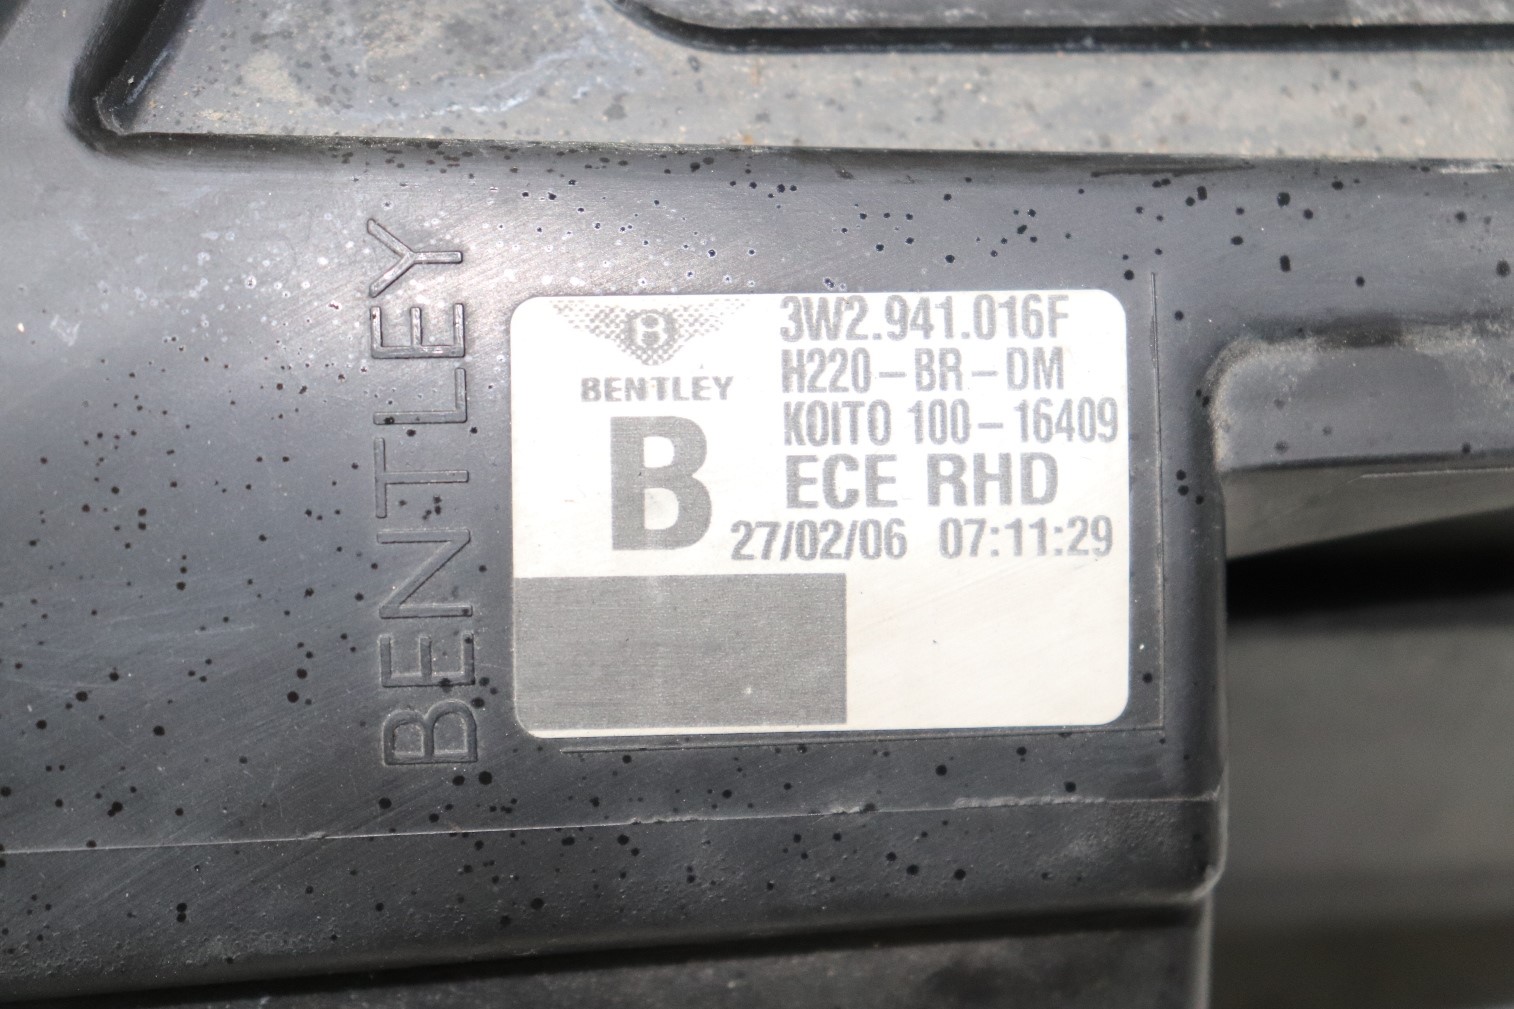 BENTLEY
B
BENTLEY
B
3W2.941.016F
H220-BR-DM
KOITO 100-16409
ECE RHD
27/02/06 07:11:29